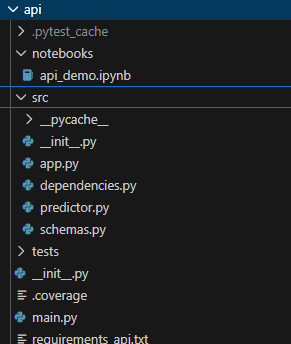 api
.pytest_cache
notebooks
api_demo.ipynb
src
__pycache__
__init__.py
app.py
dependencies.py
predictor.py
schemas.py
tests
__init__.py
.coverage
main.py
requirements_api.txt